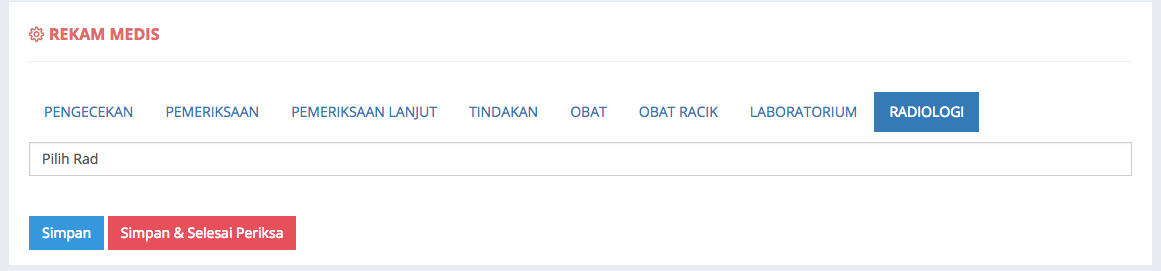 REKAM MEDIS
PENGECEKAN PEMERIKSAAN PEMERIKSAAN LANJUT TINDAKAN OBAT OBAT RACIK LABORATORIUM RADIOLOGI
Pilih Rad
Simpan Simpan & Selesai Periksa